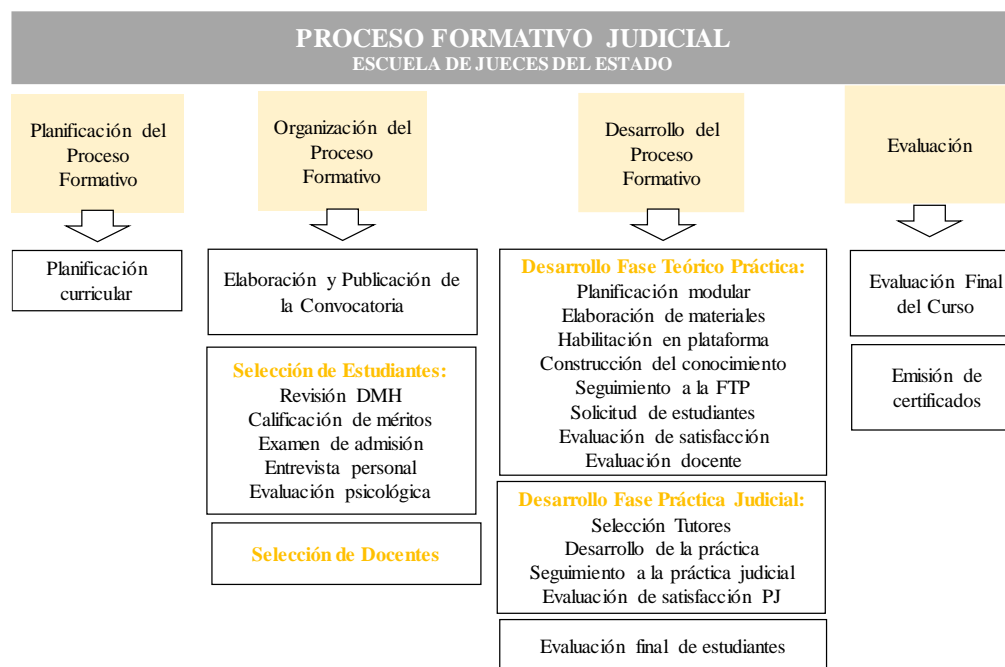 PROCESO FORMATIVO JUDICIAL
ESCUELA DE JUECES DEL ESTADO
Planificación del
Proceso
Formativo
Planificación
curricular
Organización del
Proceso
Formativo
Elaboración y Publicación de
la Convocatoria
Selección de Estudiantes:
Revisión DMH
Calificación de méritos
Examen de admisión
Entrevista personal
Evaluación psicológica
Selección de Docentes
Desarrollo del
Proceso
Formativo
Desarrollo Fase Teórico Práctica:
Planificación modular
Elaboración de materiales
Habilitación en plataforma
Construcción del conocimiento
Seguimiento a la FTP
Solicitud de estudiantes
Evaluación de satisfacción
Evaluación docente
Desarrollo Fase Práctica Judicial:
Selección Tutores
Desarrollo de la práctica
Seguimiento a la práctica judicial
Evaluación de satisfacción PJ
Evaluación final de estudiantes
Evaluación
Evaluación Final
del Curso
Emisión de
certificados